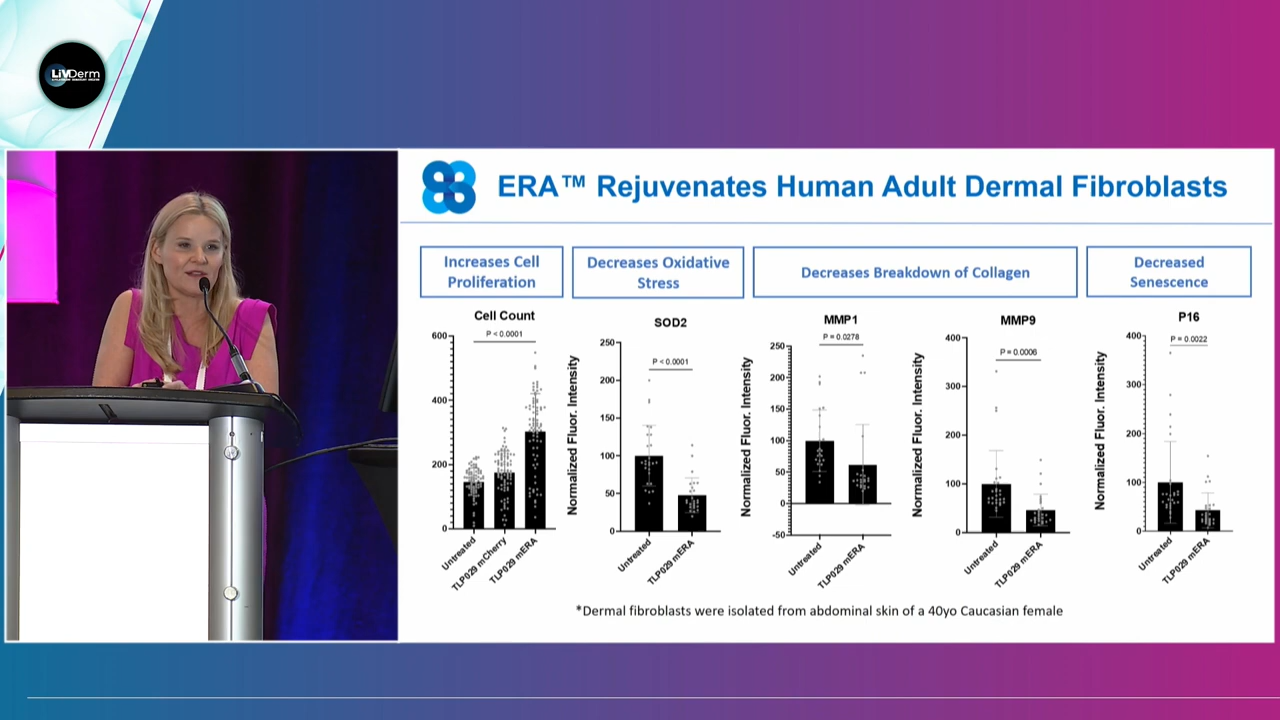 LiVDerm
ERA™ Rejuvenates Human Adult Dermal Fibroblasts
Increases Cell
Proliferation
Decreases Oxidative
Stress
Decreases Breakdown of Collagen
Decreased
Senescence
Cell Count
P < 0.0001
600
400
200
0
Untreated
TLP029 mCherry
TLP029 mERA
SOD2
Normalized Fluor. Intensity
P < 0.0001
250
200
150
100
50
0
Untreated
TLP029 mERA
MMP1
Normalized Fluor. Intensity
P = 0.0278
250
200
150
100
50
0
-50
Untreated
TLP029 mERA
MMP9
Normalized Fluor. Intensity
P = 0.0006
400
300
200
100
0
Untreated
TLP029 mERA
P16
Normalized Fluor. Intensity
P = 0.0022
400
300
200
100
0
Untreated
TLP029 mERA
*Dermal fibroblasts were isolated from abdominal skin of a 40yo Caucasian female